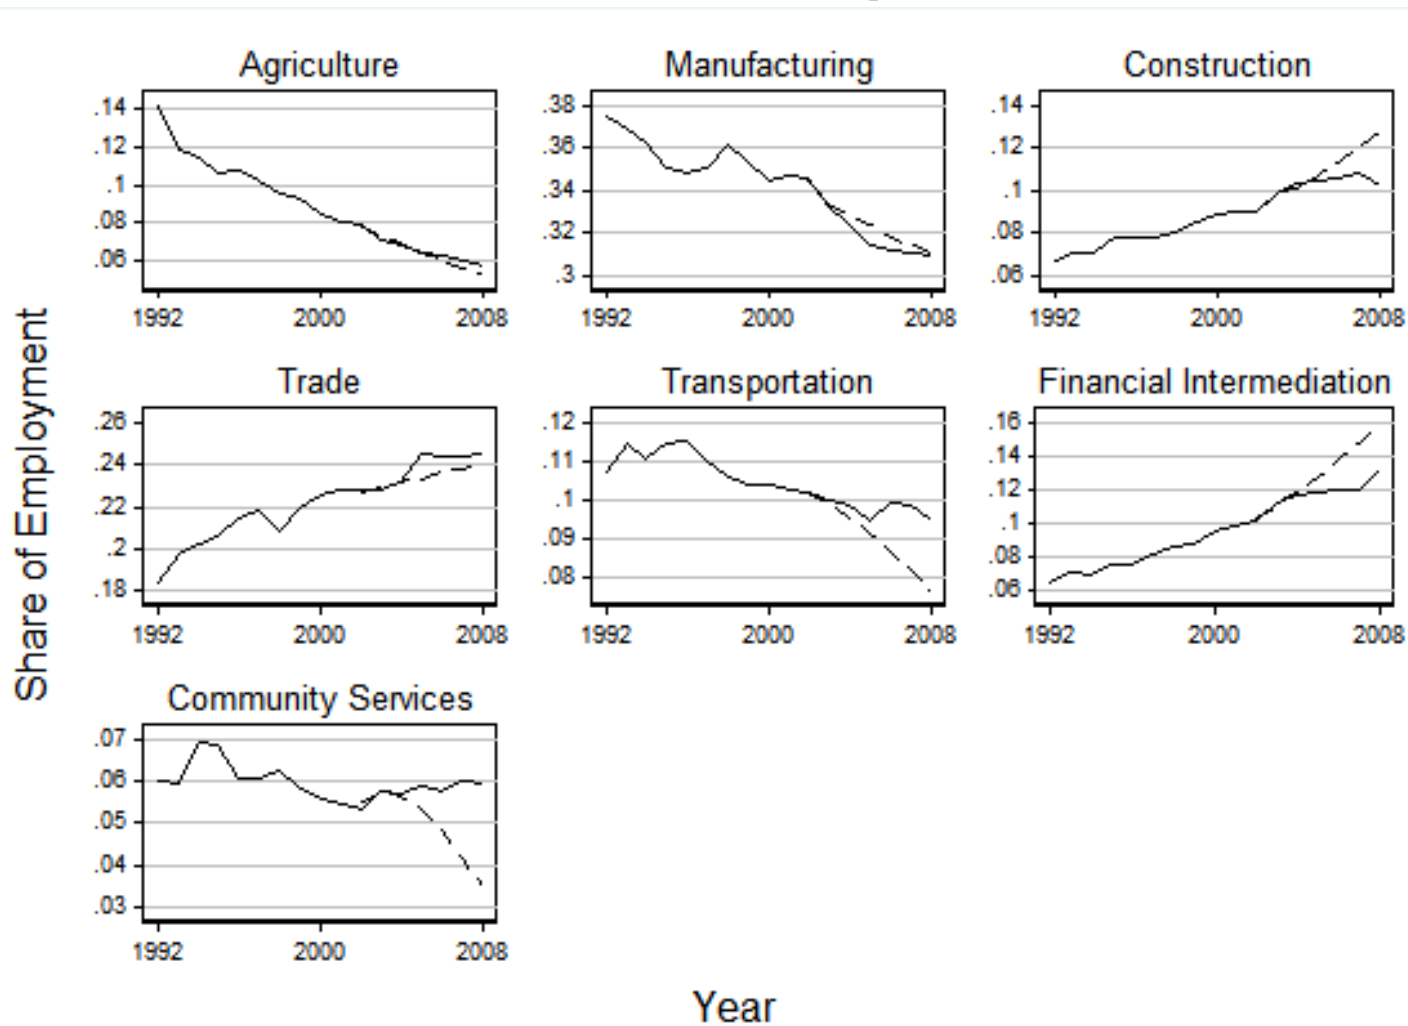 Agriculture
.14
.12
.1
.08
.06
1992 2000 2008
Manufacturing
.38
.36
.34
.32
.3
1992 2000 2008
Construction
.14
.12
.1
.08
.06
1992 2000 2008
Trade
.26
.24
.22
.2
.18
1992 2000 2008
Transportation
.12
.11
.1
.09
.08
1992 2000 2008
Financial Intermediation
.16
.14
.12
.1
.08
.06
1992 2000 2008
Community Services
.07
.06
.05
.04
.03
1992 2000 2008
Share of Employment
Year